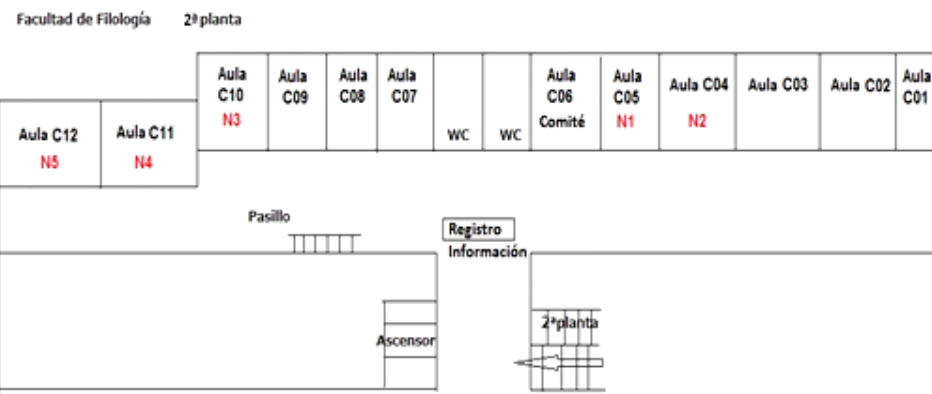 Facultad de Filología 2ª planta
Aula C12
N5
Aula C11
N4
Aula
C10
N3
Aula
C09
Aula
C08
Aula
C07
WC
WC
Aula
C06
Comité
Aula
C05
N1
Aula C04
N2
Aula C03
Aula C02
Aula
C01
Pasillo
Registro
Información
Ascensor
2ªplanta